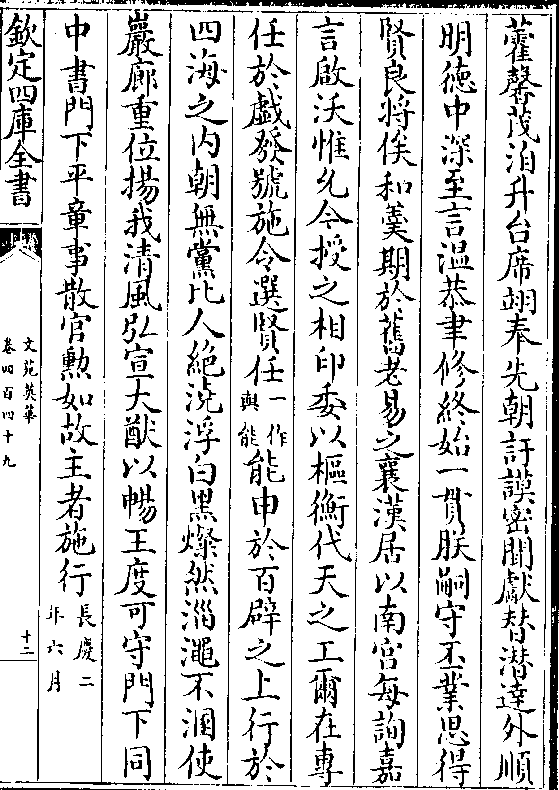 藿馨茂洎升台席翊奉先朝訏謨密聞獻替潛達外順
明徳中深至言温恭聿修終始一貫朕嗣守丕業思得
賢良将俟和羹期於舊老易之襄漢居以南宫毎詢嘉
言啟沃惟允今授之相印委以樞衡代天之工爾在專
任於戲發號施令選賢任一作與能能申於百辟之上行於
四海之内朝無黨比人絶澆浮白黒燦然淄澠不溷使
巖廊重位揚我清風弘宣大猷以暢王度可守門下同
中書門下平章事散官勲如故主者施行長慶二年六月
欽定四庫全書
文苑英華
卷四百四十九
十二